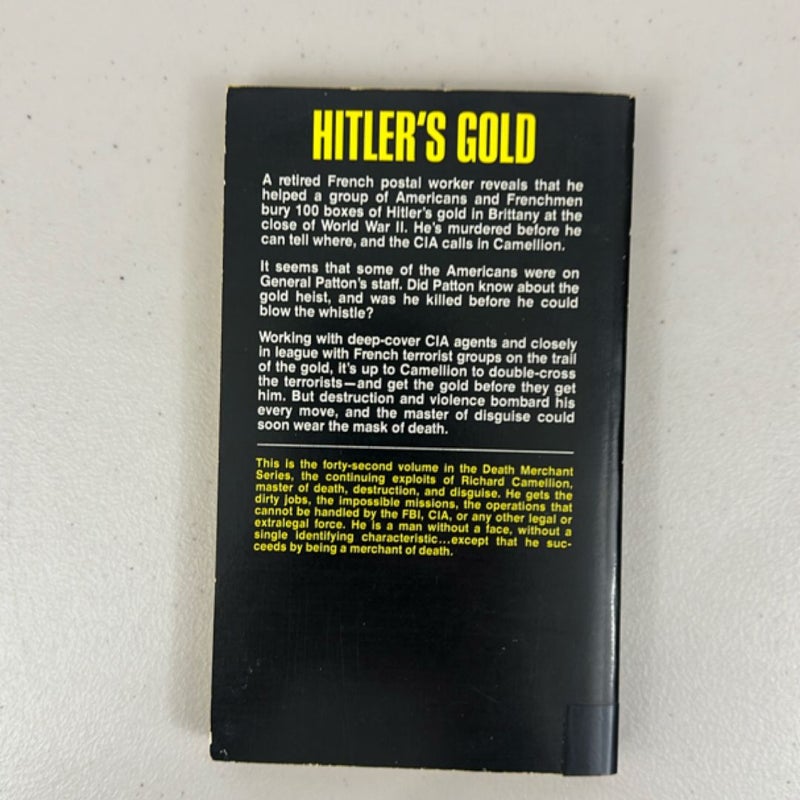 HITLER'S GOLD
A retired French postal worker reveals that he
helped a group of Americans and Frenchmen
bury 100 boxes of Hitler's gold in Brittany at the
close of World War II. He's murdered before he
can tell where, and the CIA calls in Camellion.
It seems that some of the Americans were on
General Patton's staff. Did Patton know about the
gold heist, and was he killed before he could
blow the whistle?
Working with deep-cover CIA agents and closely
in league with French terrorist groups on the trail
of the gold, it's up to Camellion to double-cross
the terrorists—and get the gold before they get
him. But destruction and violence bombard his
every move, and the master of disguise could
soon wear the mask of death.
This is the forty-second volume in the Death Merchant
Series, the continuing exploits of Richard Camellion,
master of death, destruction, and disguise. He gets the
dirty jobs, the impossible missions, the operations that
cannot be handled by the FBI, CIA, or any other legal or
extralegal force. He is a man without a face, without a
single identifying characteristic...except that he suc-
ceeds by being a merchant of death.